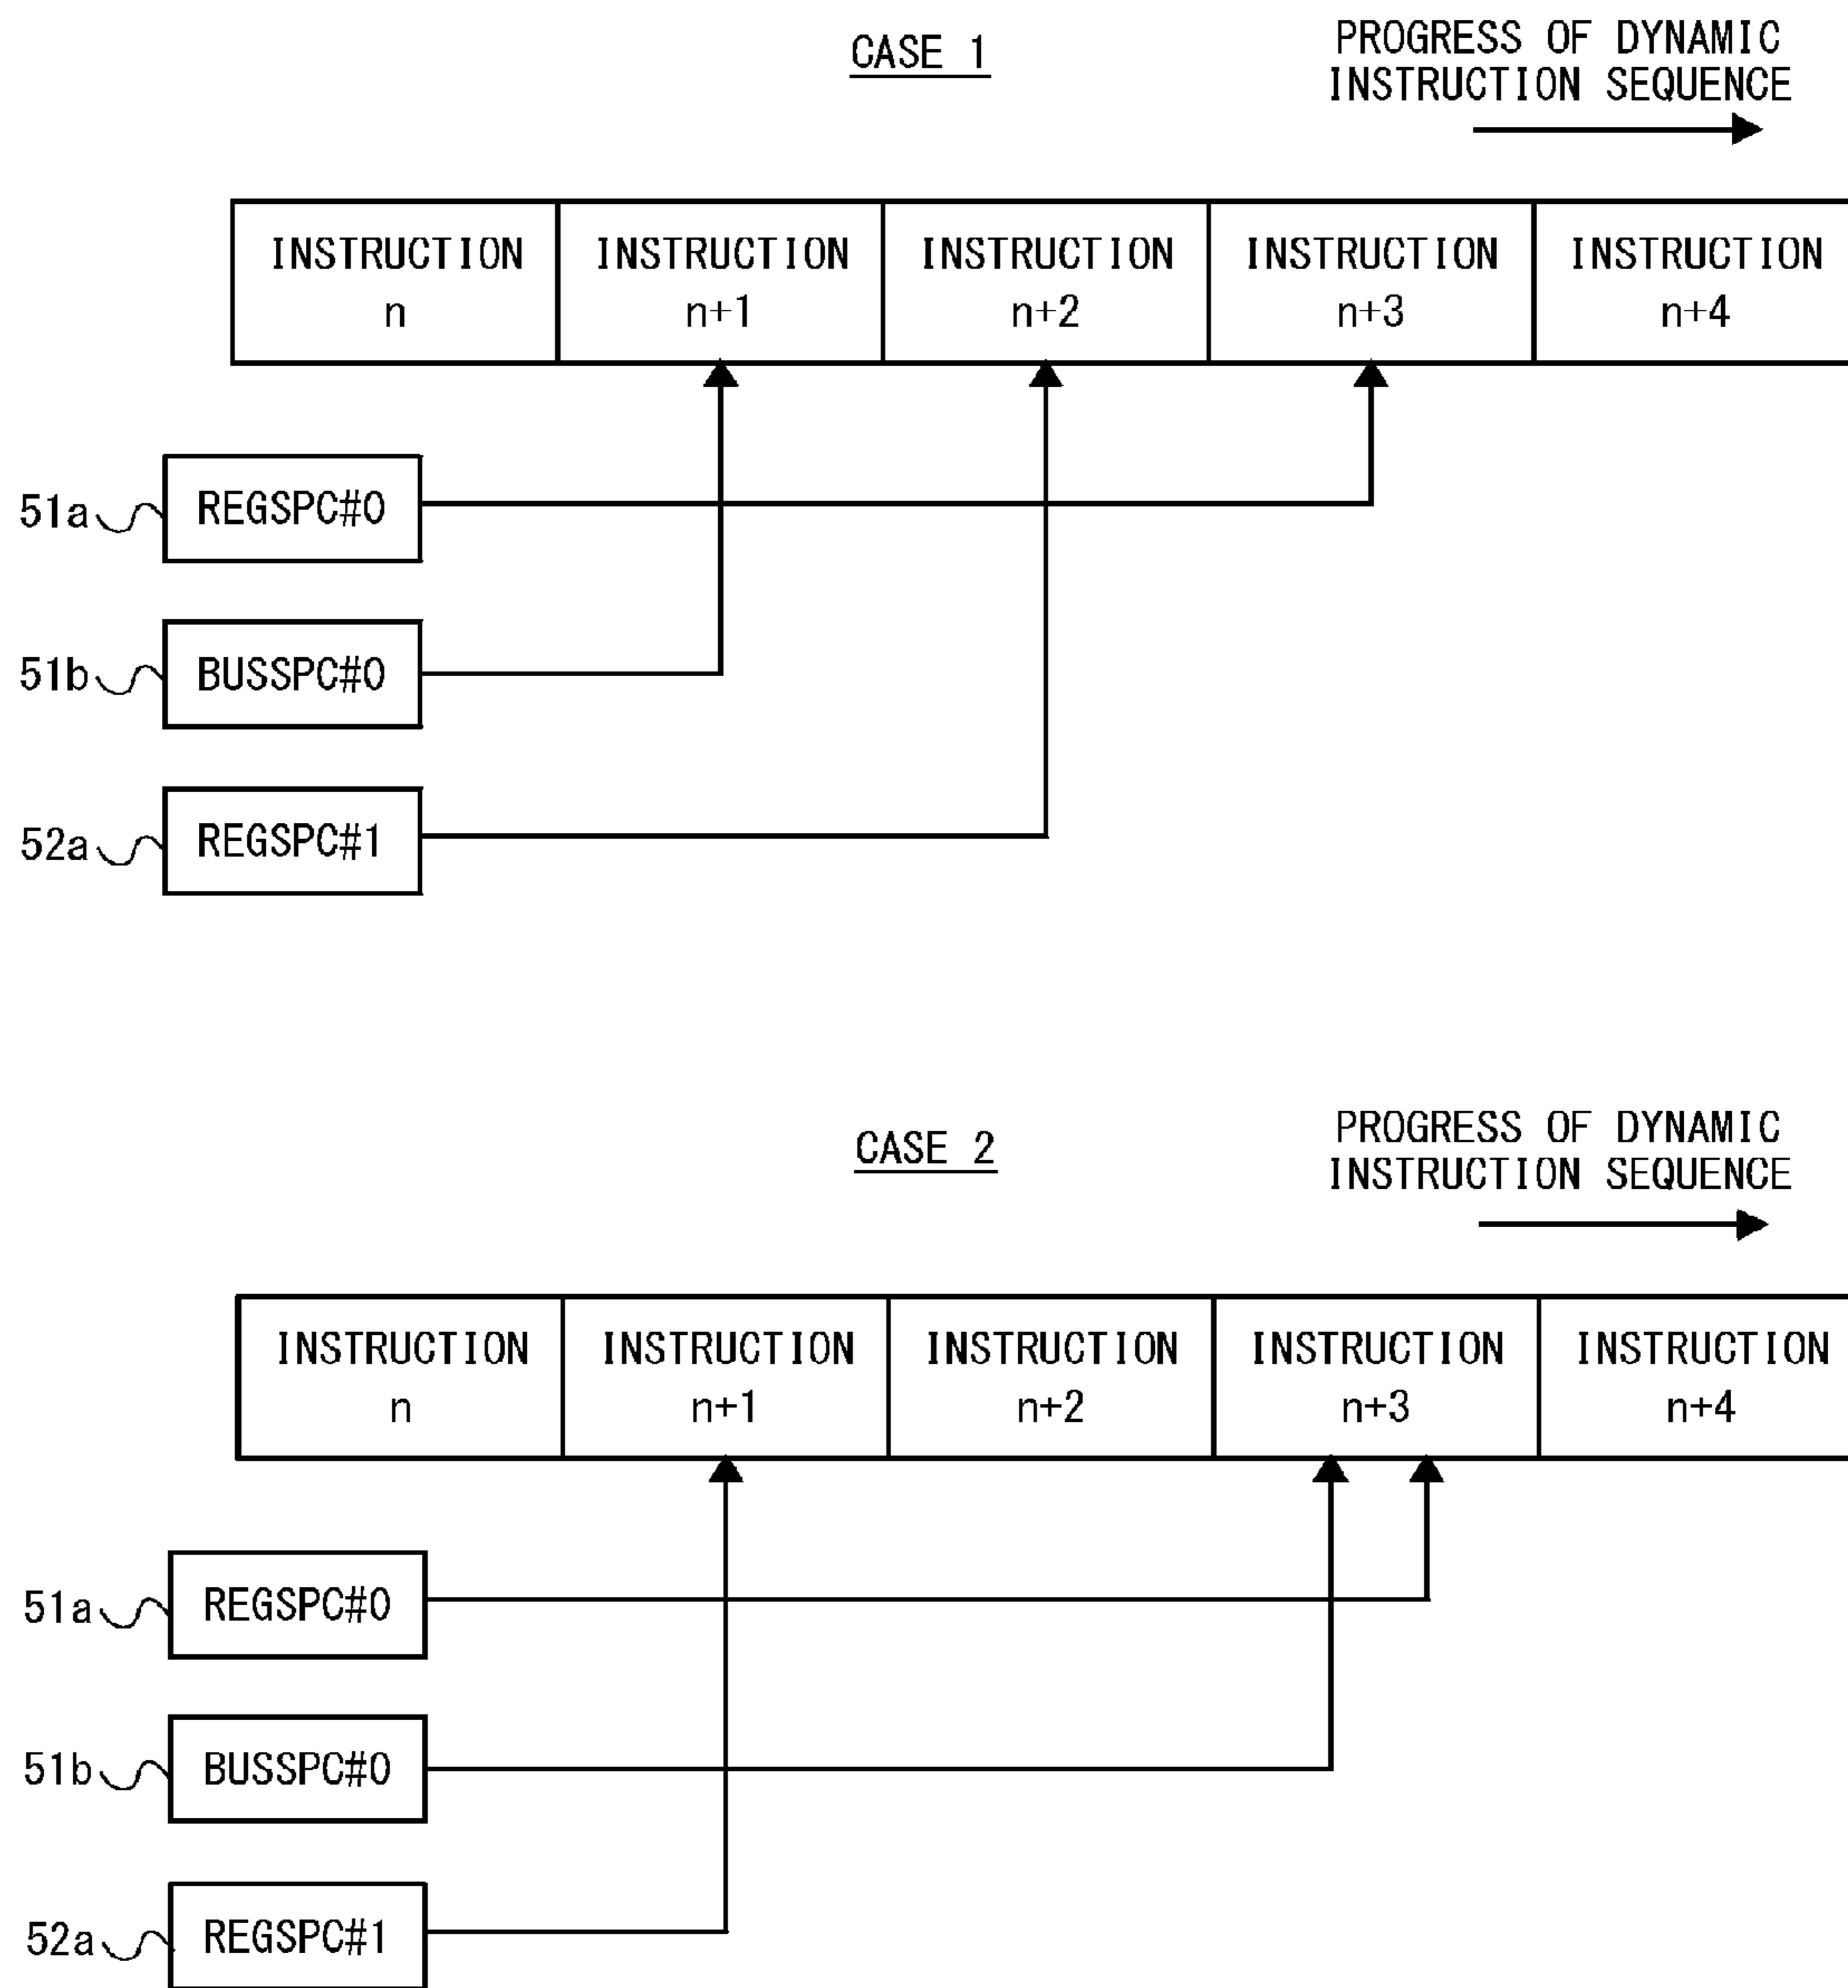 CASE 1
PROGRESS OF DYNAMIC
INSTRUCTION SEQUENCE
INSTRUCTION INSTRUCTION INSTRUCTION INSTRUCTION INSTRUCTION
n n+1 n+2 n+3 n+4
51a REGSPC#0
51b BUSSPC#0
52a REGSPC#1
CASE 2
PROGRESS OF DYNAMIC
INSTRUCTION SEQUENCE
INSTRUCTION INSTRUCTION INSTRUCTION INSTRUCTION INSTRUCTION
n n+1 n+2 n+3 n+4
51a REGSPC#0
51b BUSSPC#0
52a REGSPC#1